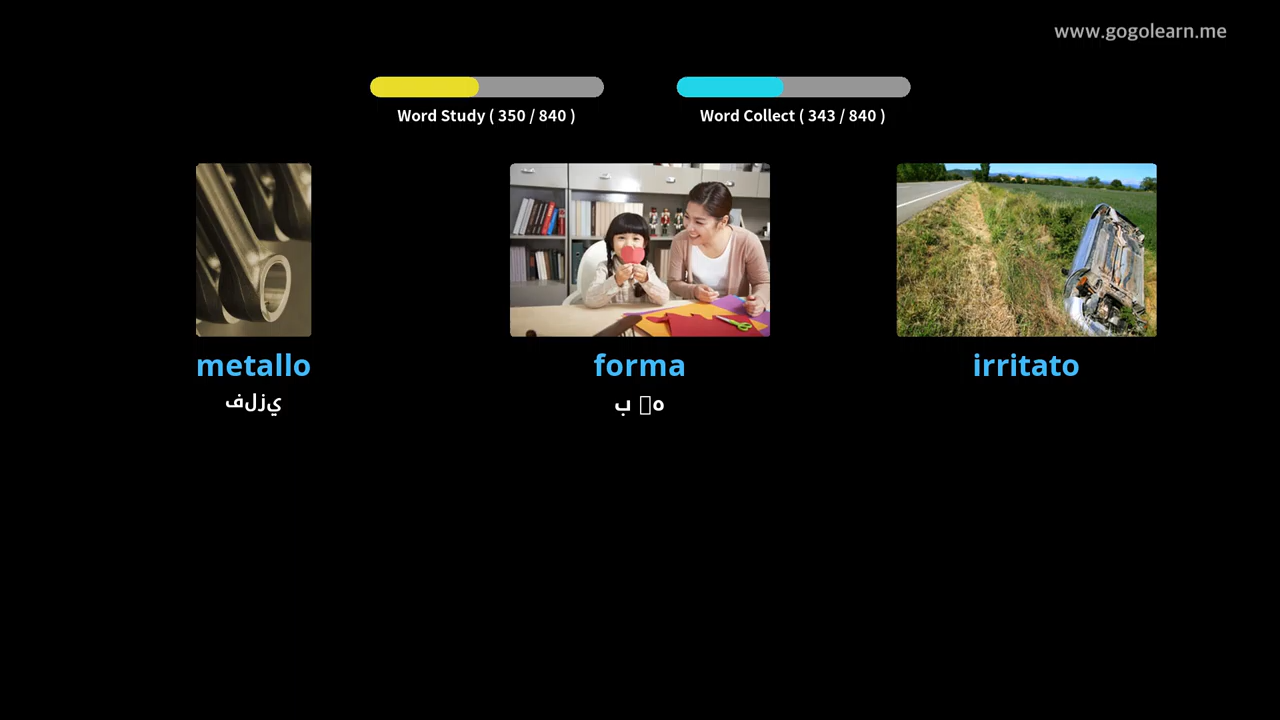 www.gogolearn.me
Word Study ( 350 / 840 )
Word Collect ( 343 / 840 )
metallo
forma
irritato
فلزي